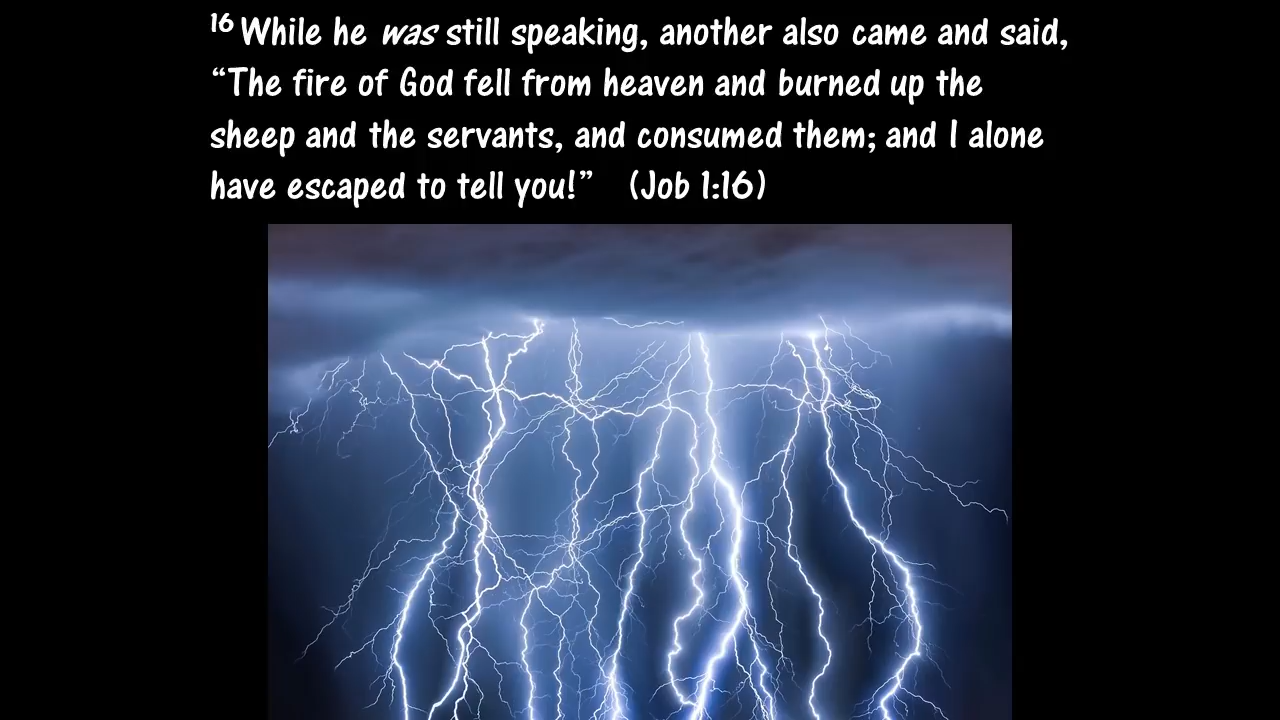 16 While he was still speaking, another also came and said,
“The fire of God fell from heaven and burned up the
sheep and the servants, and consumed them; and I alone
have escaped to tell you!” (Job 1:16)